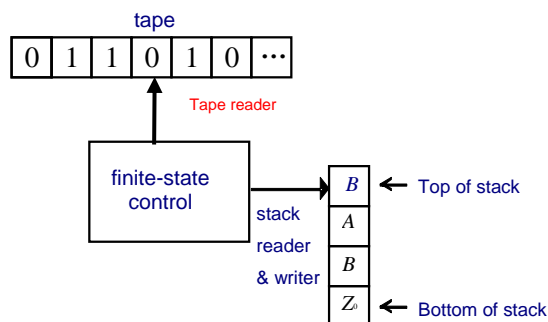 tape
0 1 1 0 1 0 ...
Tape reader
finite-state
control
stack
reader
& writer
B
A
B
Z₀
Top of stack
Bottom of stack